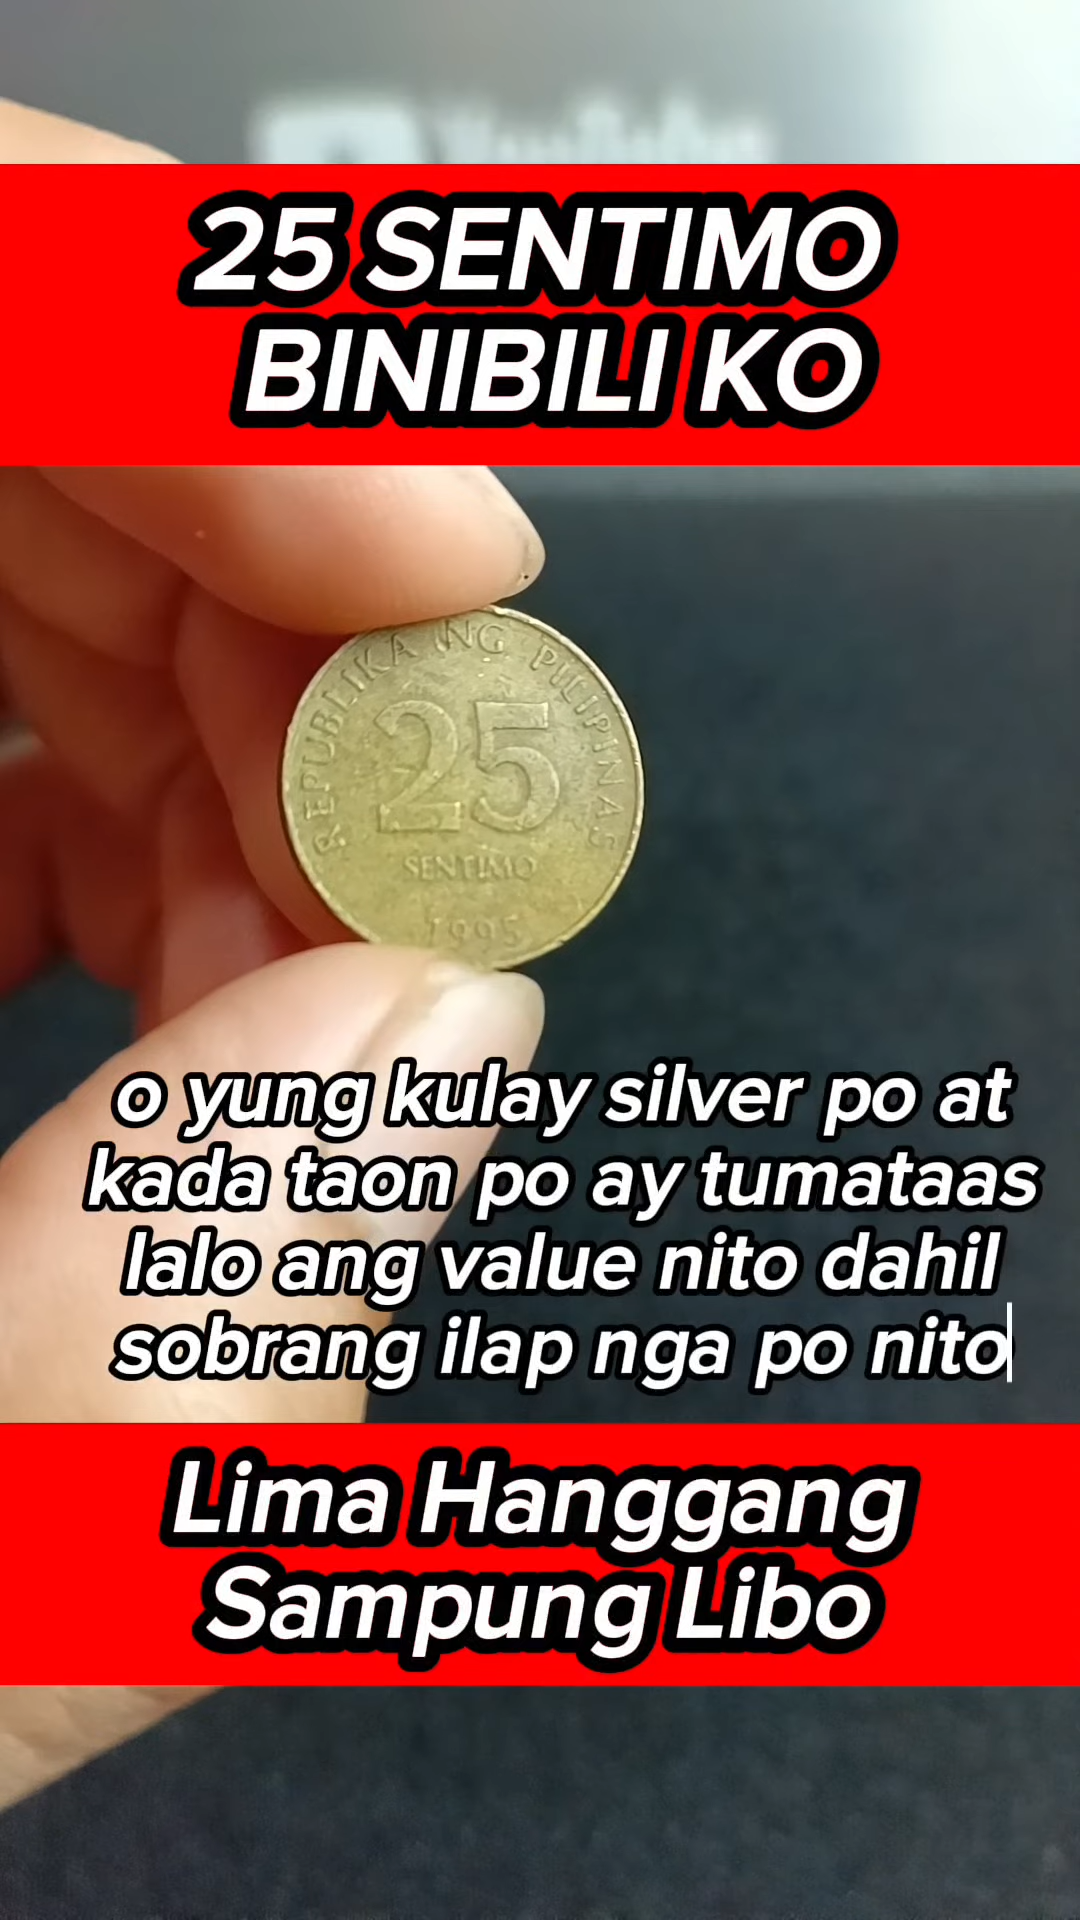 25 SENTIMO
BINIBILI KO
REPUBLIKA NG PILIPINAS
25
SENTIMO
1995
o yung kulay silver po at
kada taon po ay tumataas
lalo ang value nito dahil
sobrang ilap nga po nito
Lima Hanggang
Sampung Libo